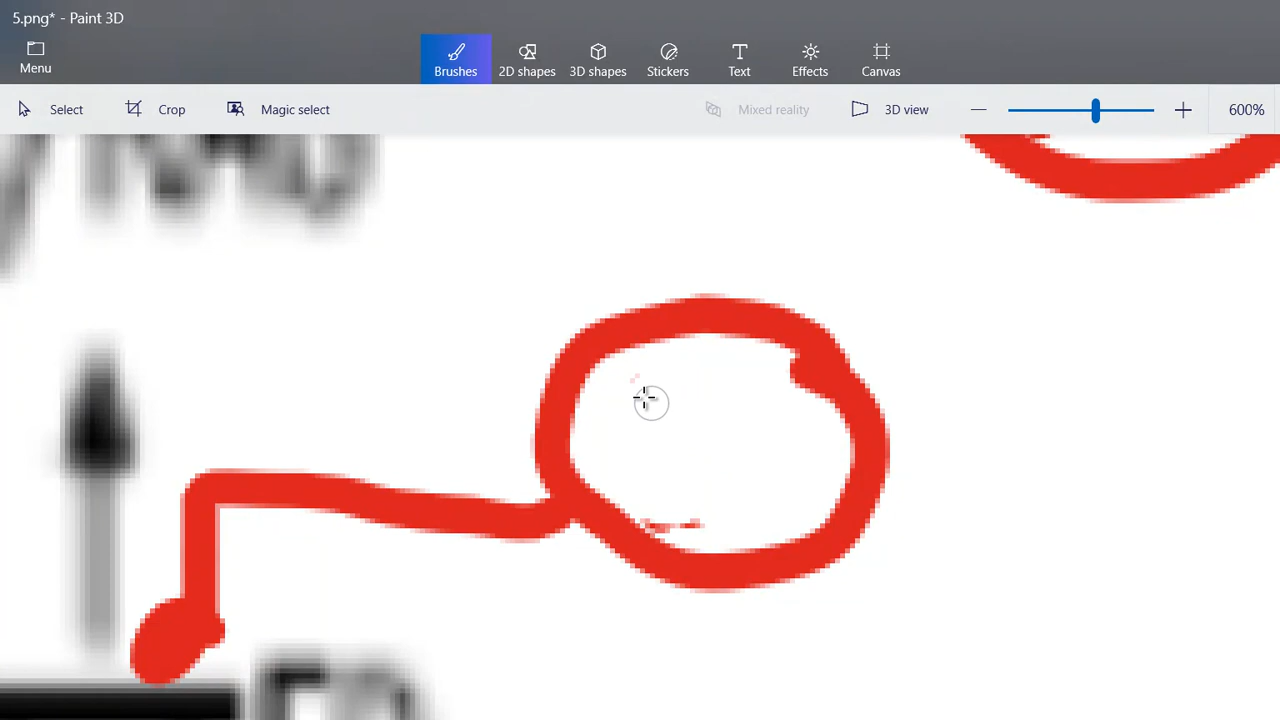 5.png* - Paint 3D
Menu
Brushes
2D shapes
3D shapes
Stickers
Text
Effects
Canvas
Select
Crop
Magic select
Mixed reality
3D view
600%